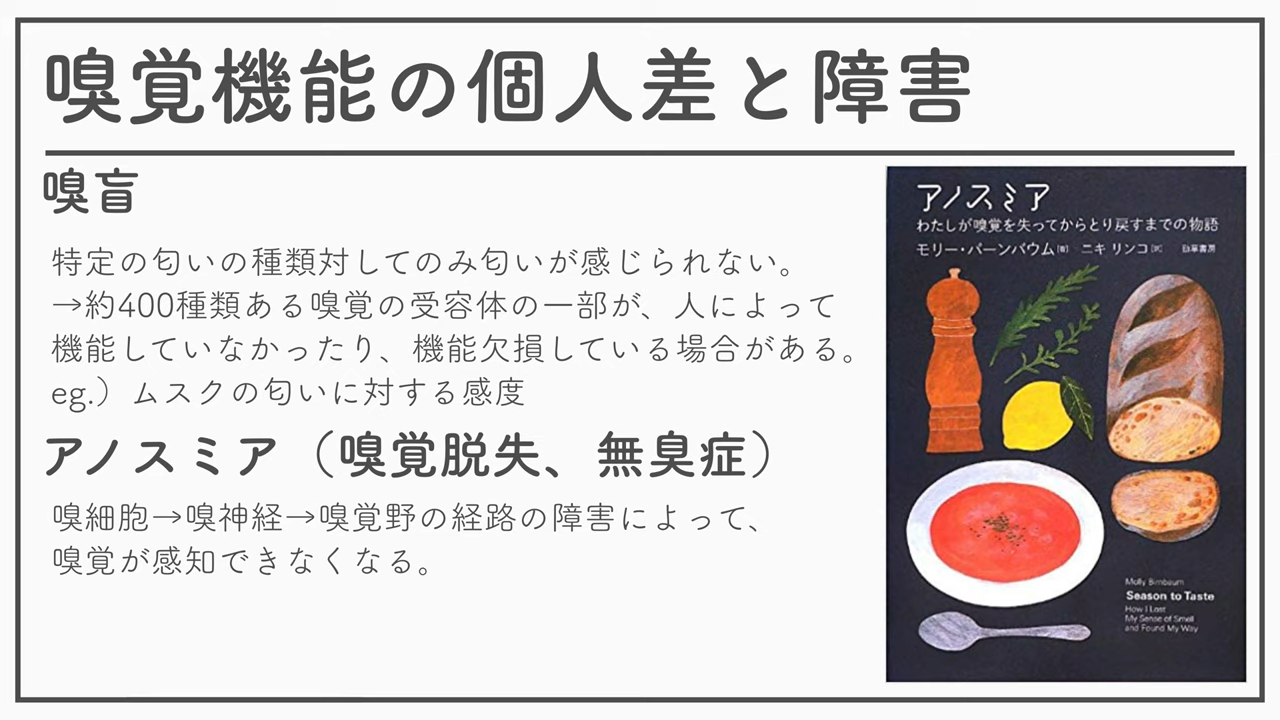 嗅覚機能の個人差と障害
嗅盲
特定の匂いの種類対してのみ匂いが感じられない。
→約400種類ある嗅覚の受容体の一部が、人によって
機能していなかったり、機能欠損している場合がある。
eg.）ムスクの匂いに対する感度
アノスミア（嗅覚脱失、無臭症）
嗅細胞→嗅神経→嗅覚野の経路の障害によって、
嗅覚が感知できなくなる。
アノスミア
わたしが嗅覚を失ってからとり戻すまでの物語
モリー・バーンバウム[著] ニキ リンコ[訳] 勁草書房
Molly Birnbaum
Season to Taste
How I Lost
My Sense of Smell
and Found My Way